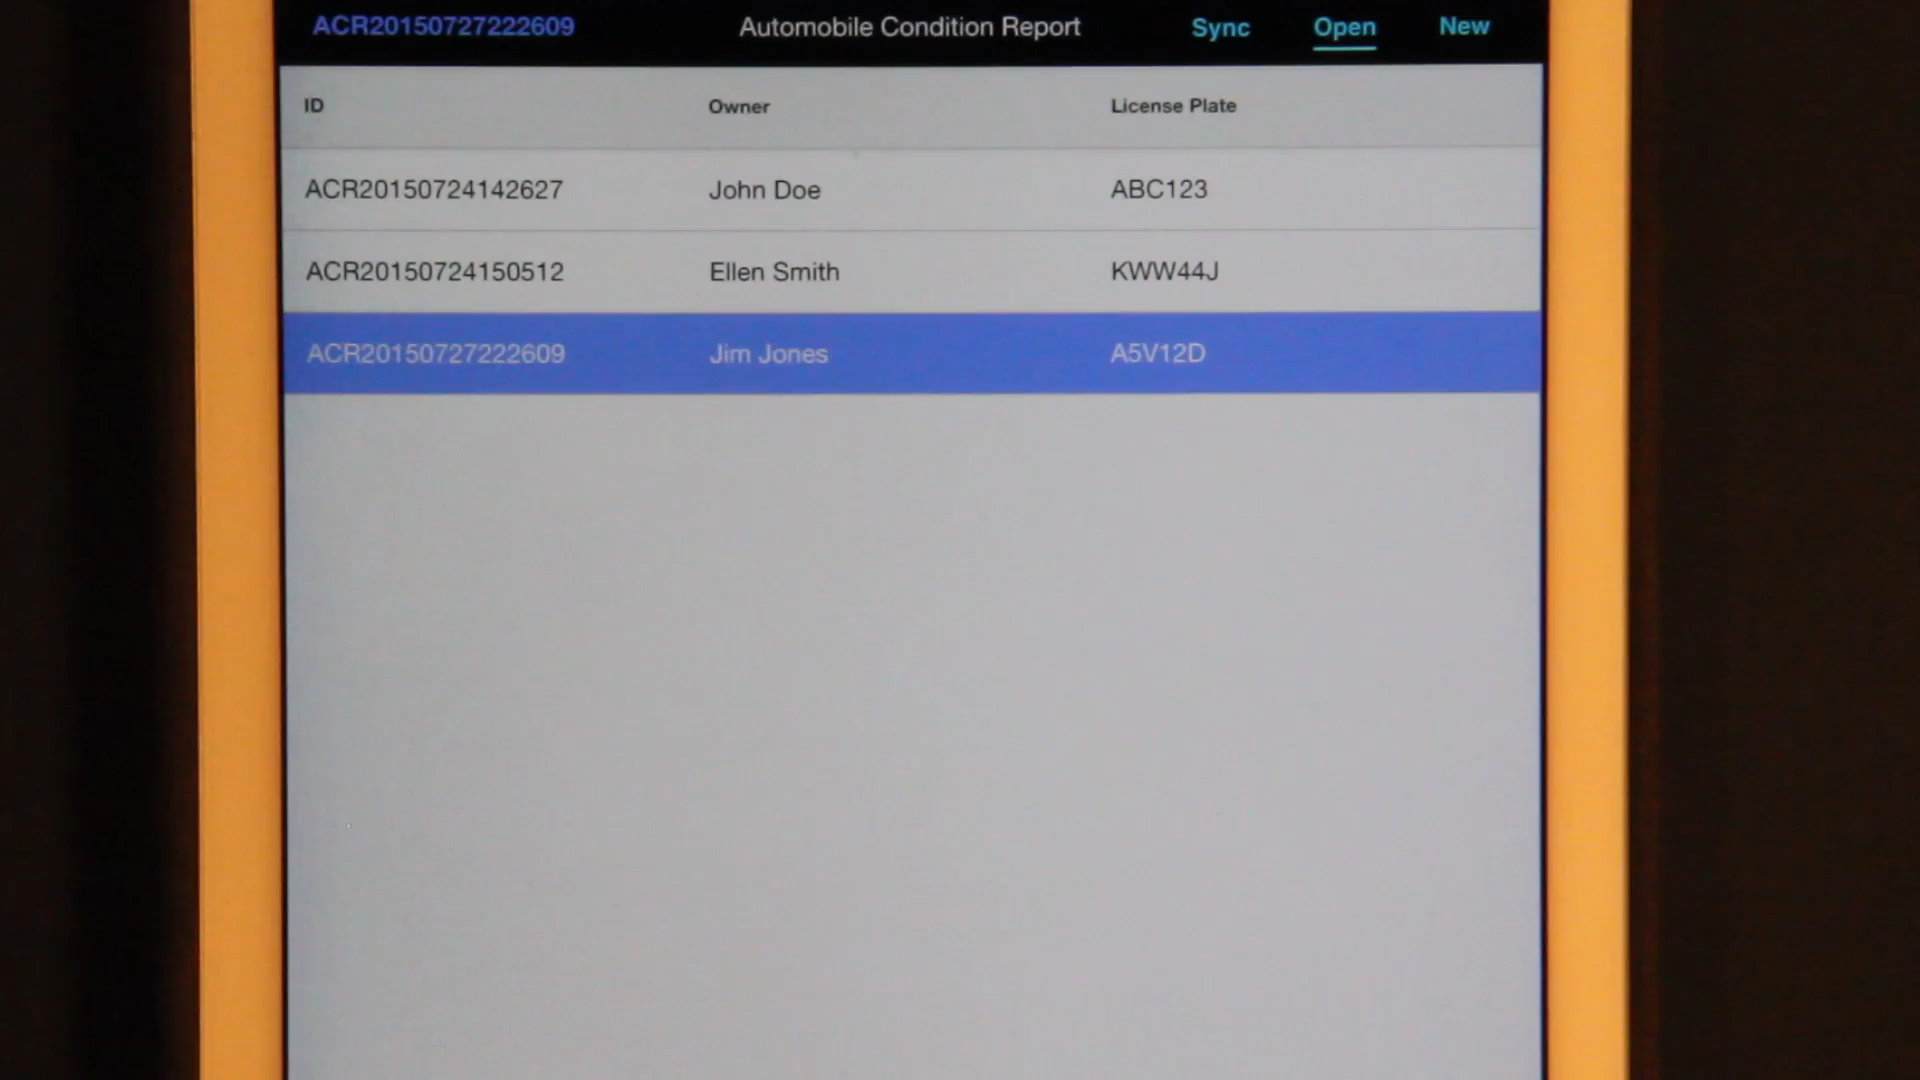 ACR20150727222609 Automobile Condition Report Sync Open New
ID Owner License Plate
ACR20150724142627 John Doe ABC123
ACR20150724150512 Ellen Smith KWW44J
ACR20150727222609 Jim Jones A5V12D